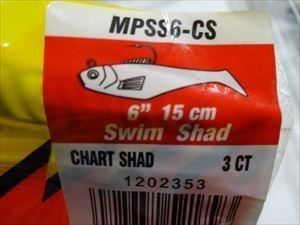 MPSS6-CS
6" 15 cm
Swim Shad
CHART SHAD 3 CT
1202353